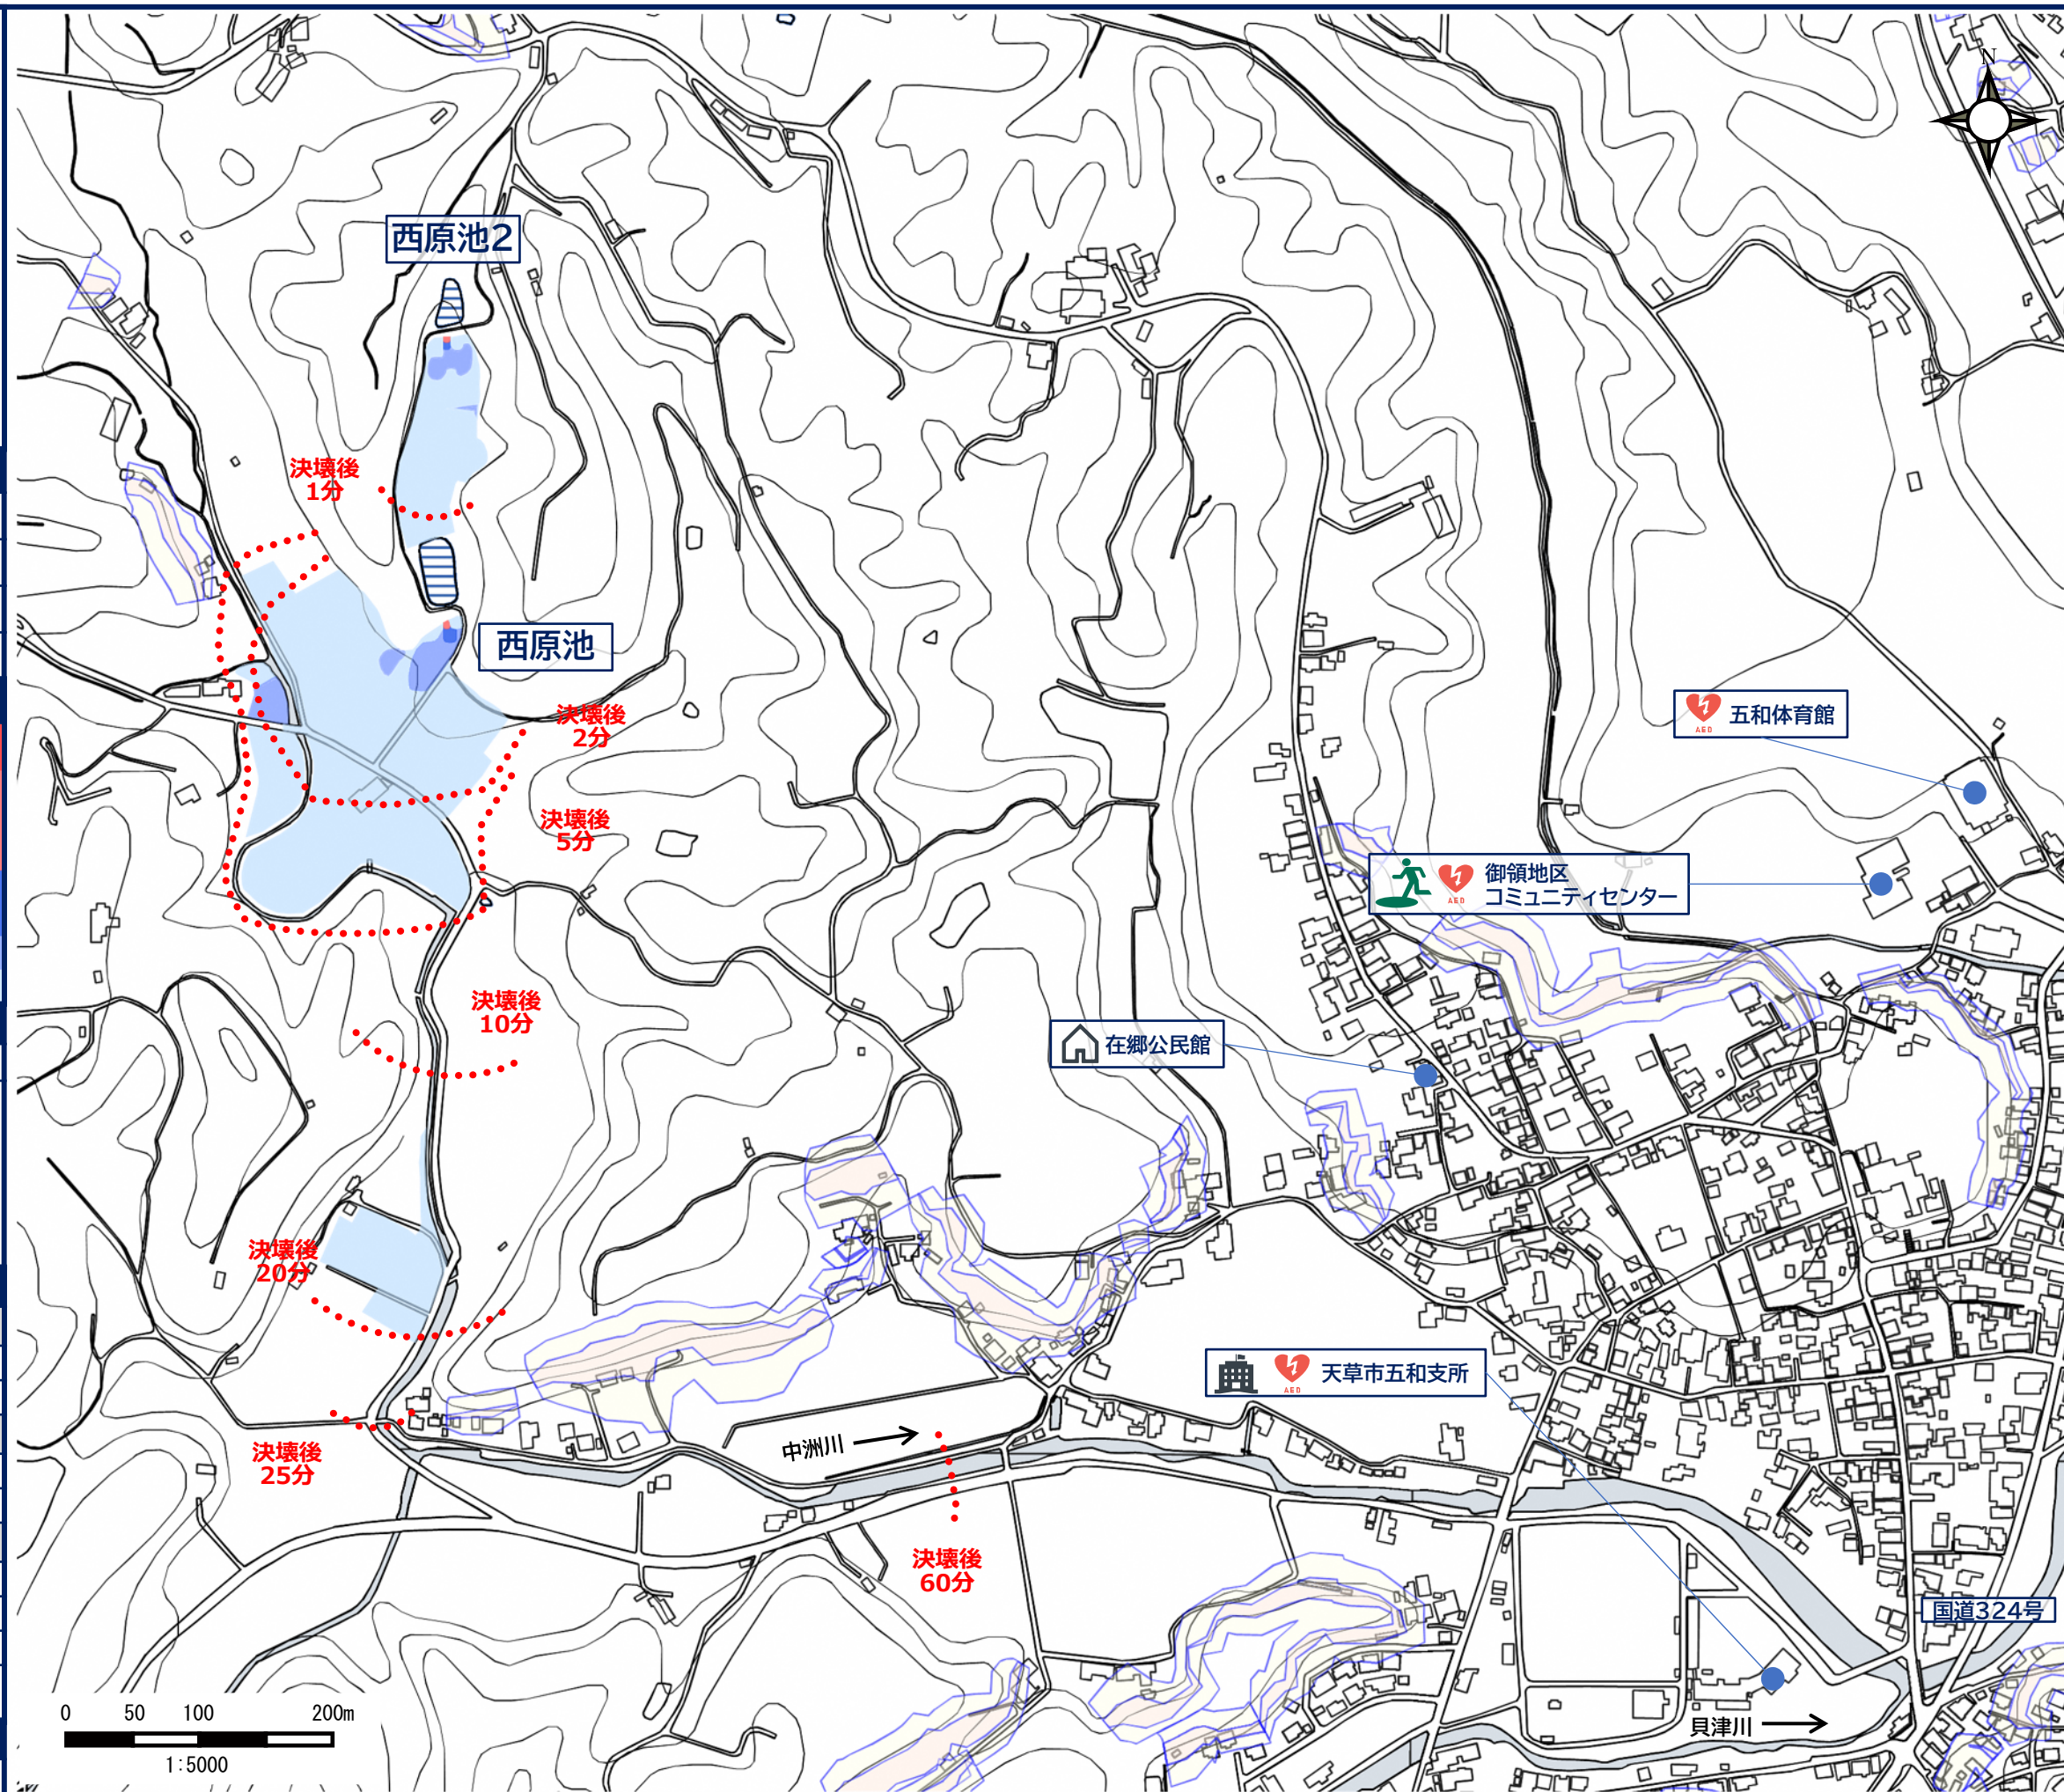 N
西原池2
決壊後
1分
西原池
決壊後
2分
AED
五和体育館
決壊後
5分
AED
御領地区
コミュニティセンター
決壊後
10分
在郷公民館
決壊後
20分
AED
天草市五和支所
中洲川
決壊後
25分
決壊後
60分
国道324号
貝津川
0 50 100 200m
1:5000